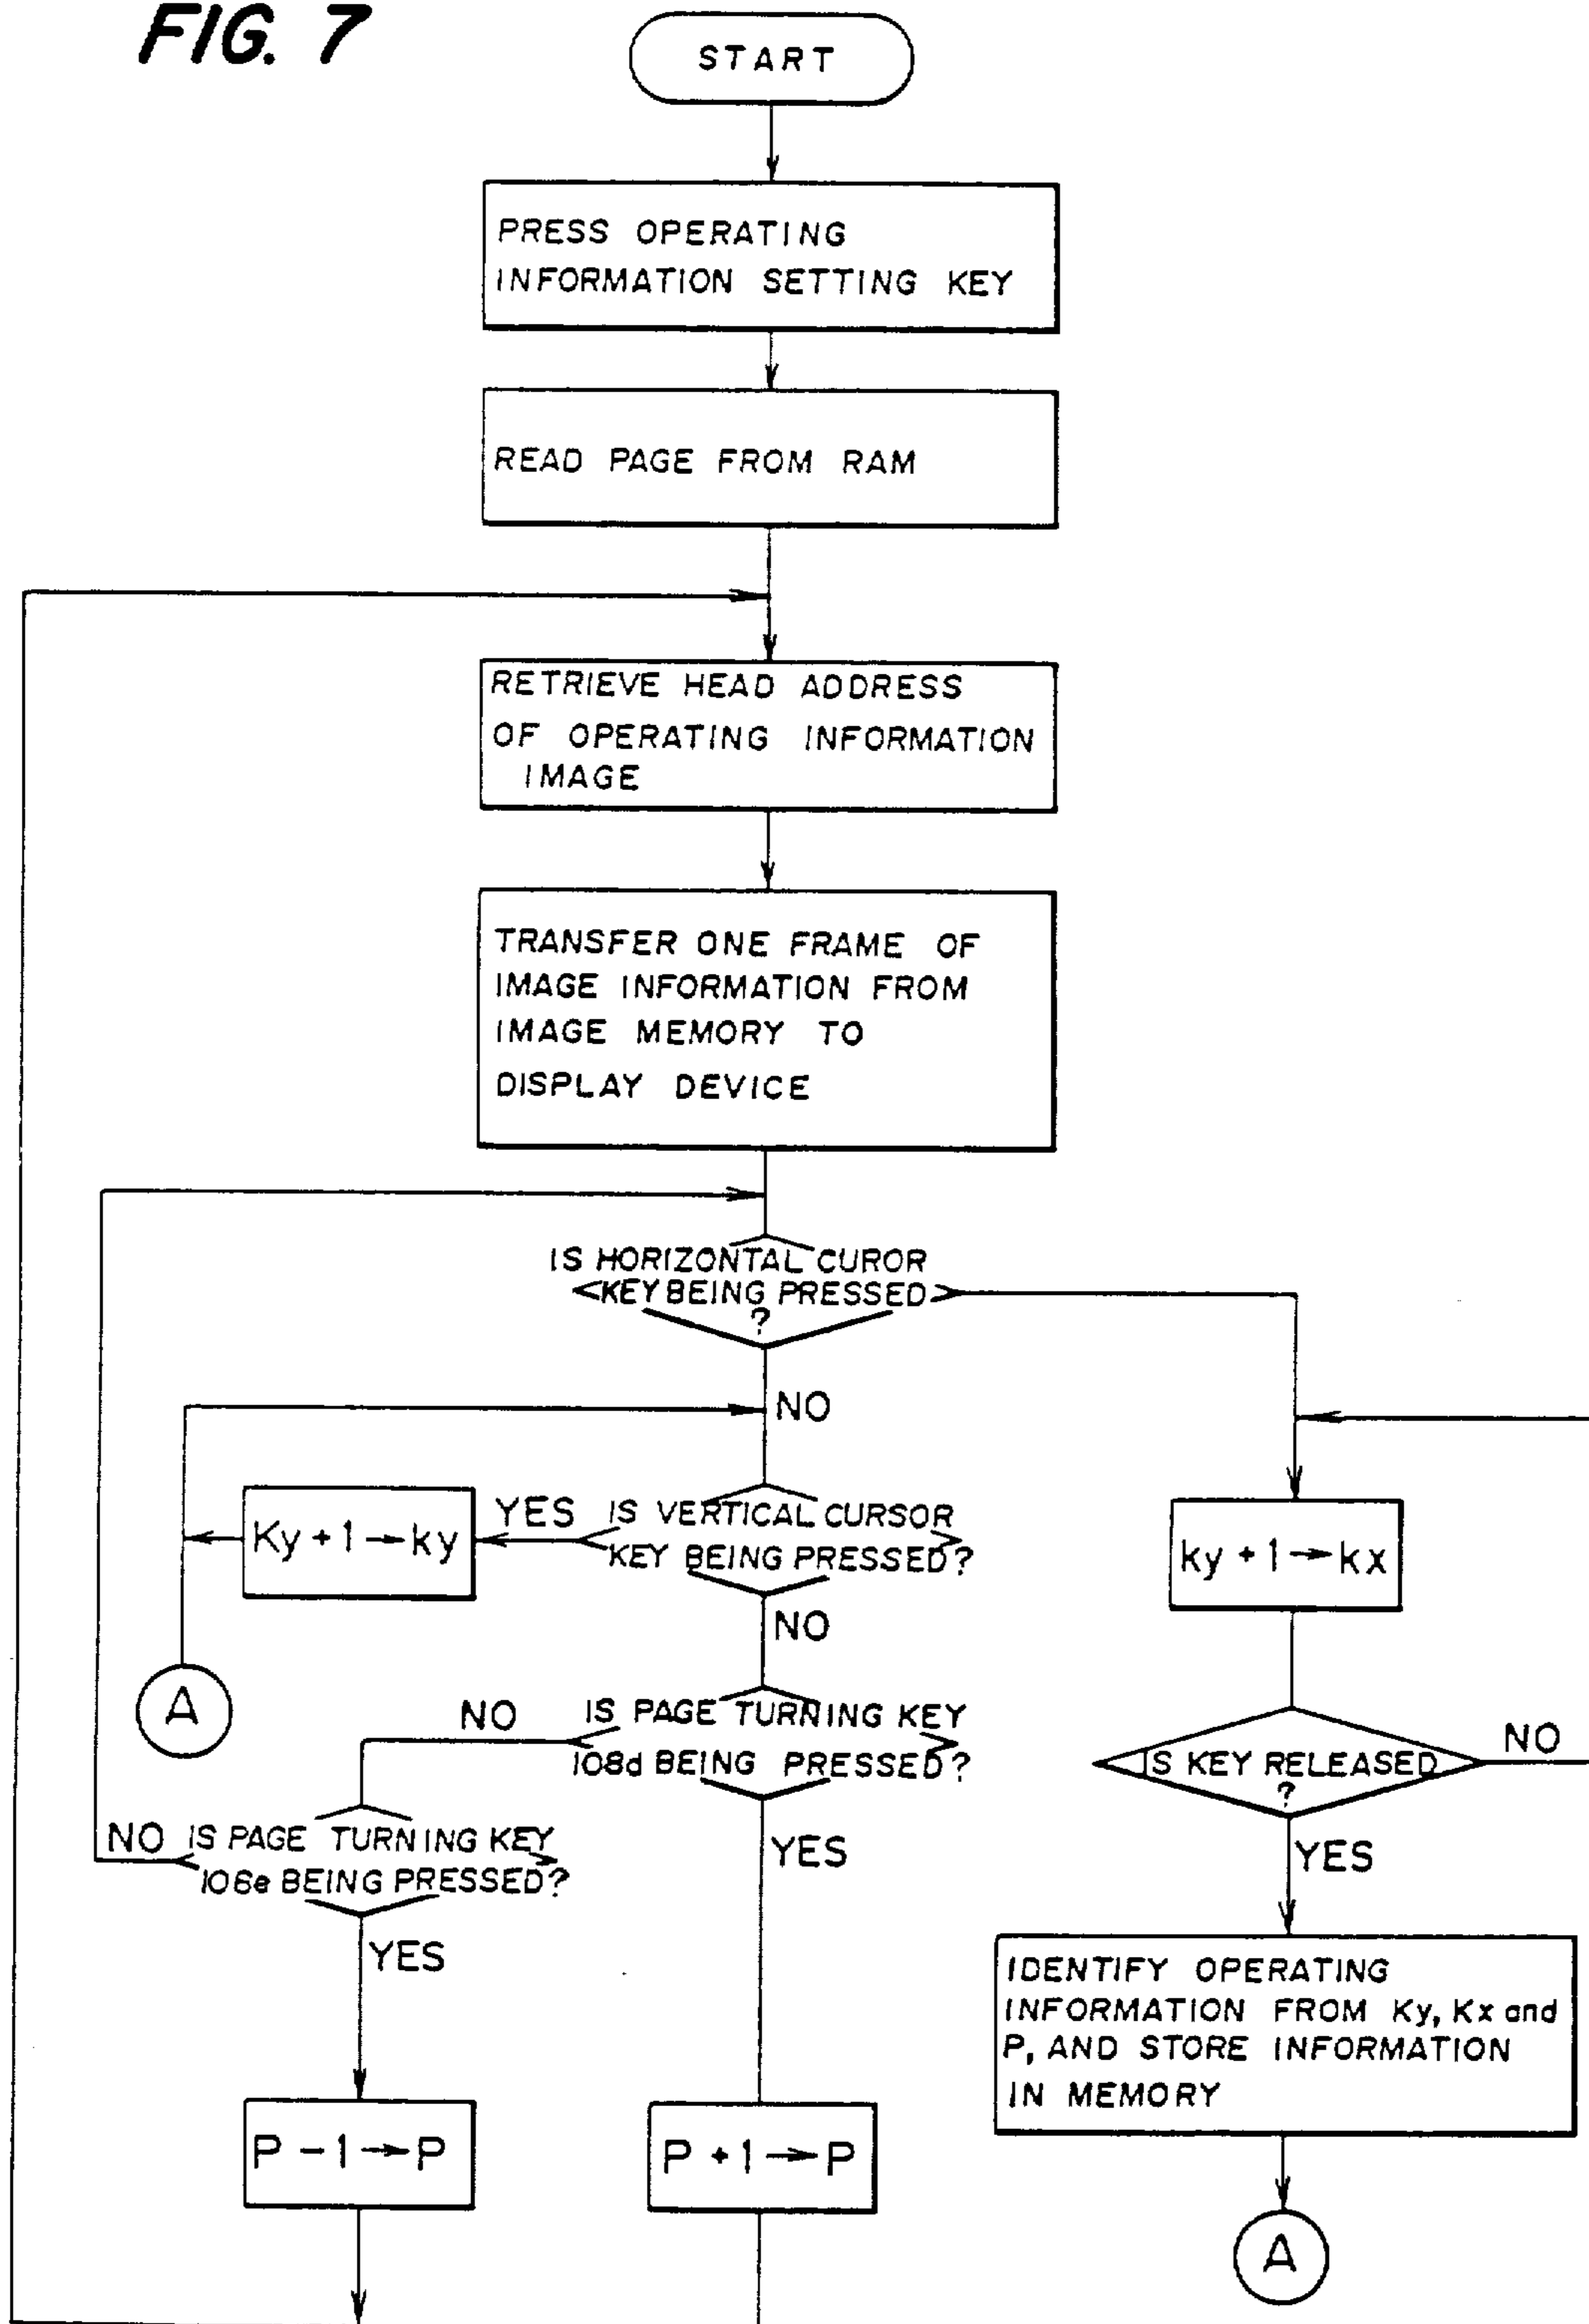 FIG. 7
START
PRESS OPERATING
INFORMATION SETTING KEY
READ PAGE FROM RAM
RETRIEVE HEAD ADDRESS
OF OPERATING INFORMATION
IMAGE
TRANSFER ONE FRAME OF
IMAGE INFORMATION FROM
IMAGE MEMORY TO
DISPLAY DEVICE
IS HORIZONTAL CUROR
KEY BEING PRESSED
?
NO
Ky + 1 → ky
YES
IS VERTICAL CURSOR
KEY BEING PRESSED?
NO
ky + 1 → kx
A
NO
IS PAGE TURNING KEY
108d BEING PRESSED?
IS KEY RELEASED
?
NO
NO
IS PAGE TURNING KEY
108e BEING PRESSED?
YES
YES
YES
IDENTIFY OPERATING
INFORMATION FROM Ky, Kx and
P, AND STORE INFORMATION
IN MEMORY
P - 1 → P
P + 1 → P
A